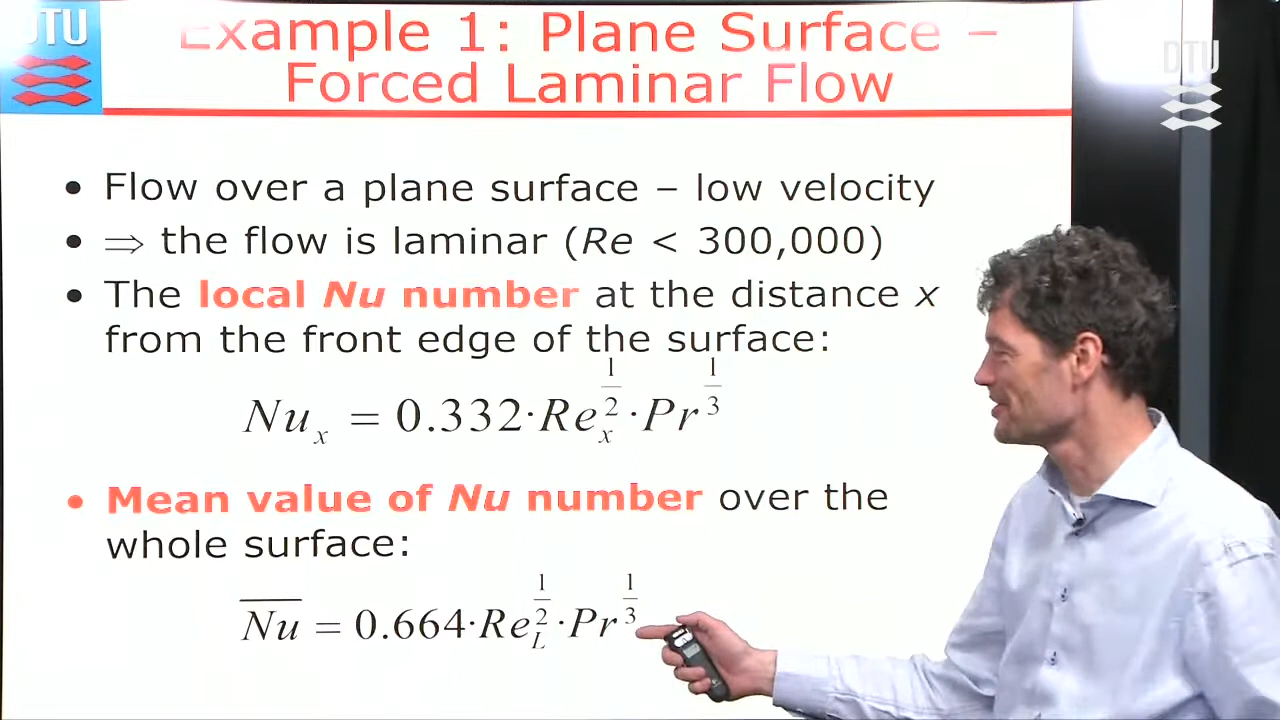 DTU
Example 1: Plane Surface –
Forced Laminar Flow
DTU
• Flow over a plane surface – low velocity
• ⇒ the flow is laminar (Re < 300,000)
• The local Nu number at the distance x
from the front edge of the surface:
Nu_x = 0.332·Re_x^{1/2}·Pr^{1/3}
• Mean value of Nu number over the
whole surface:
\overline{Nu} = 0.664·Re_L^{1/2}·Pr^{1/3}